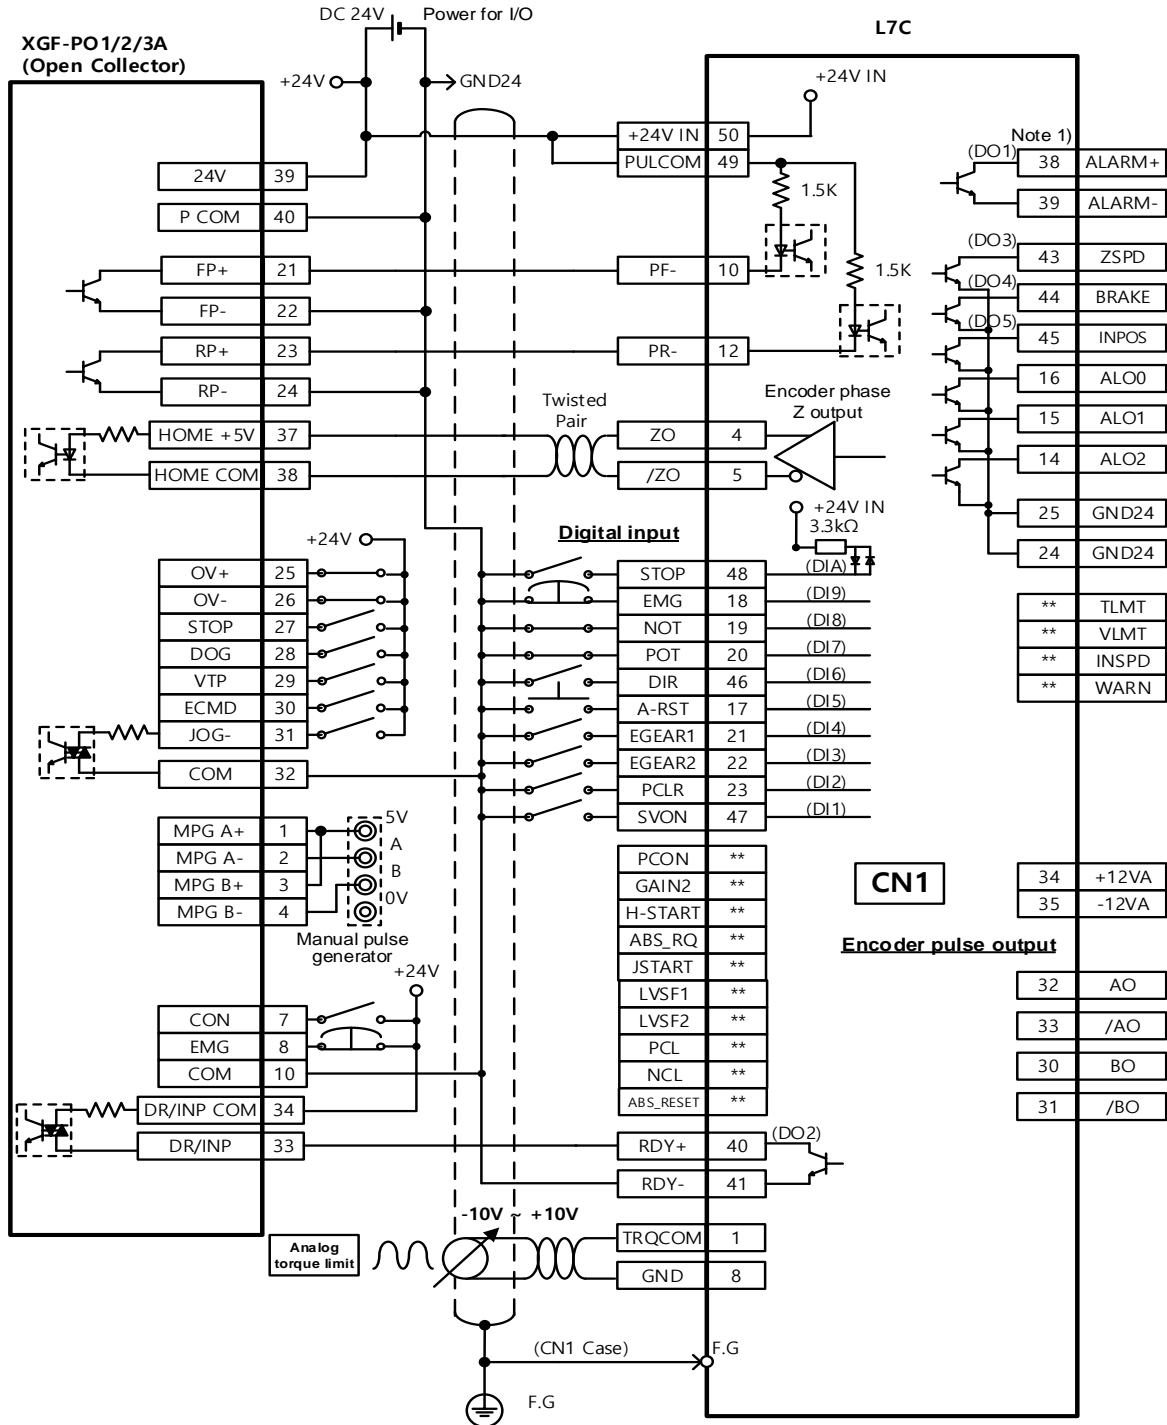 DC 24V
Power for I/O
L7C
XGF-PO1/2/3A
(Open Collector)
+24V
GND24
+24V IN
+24V IN 50
PULCOM 49
1.5K
1.5K
Note 1)
(DO1)
38 ALARM+
39 ALARM-
24V 39
P COM 40
(DO3)
43 ZSPD
FP+ 21
PF- 10
(DO4)
44 BRAKE
FP- 22
(DO5)
45 INPOS
RP+ 23
PR- 12
16 ALO0
RP- 24
15 ALO1
Twisted
Pair
Encoder phase
Z output
HOME +5V 37
ZO 4
14 ALO2
HOME COM 38
/ZO 5
25 GND24
24 GND24
+24V IN
3.3kΩ
Digital input
+24V
OV+ 25
OV- 26
STOP 27
DOG 28
VTP 29
ECMD 30
JOG- 31
COM 32
STOP 48 (DIA)
EMG 18 (DI9)
NOT 19 (DI8)
POT 20 (DI7)
DIR 46 (DI6)
A-RST 17 (DI5)
EGEAR1 21 (DI4)
EGEAR2 22 (DI3)
PCLR 23 (DI2)
SVON 47 (DI1)
** TLMT
** VLMT
** INSPD
** WARN
MPG A+ 1
MPG A- 2
MPG B+ 3
MPG B- 4
5V
A
B
0V
Manual pulse
generator
PCON **
GAIN2 **
H-START **
ABS_RQ **
JSTART **
LVSF1 **
LVSF2 **
PCL **
NCL **
ABS_RESET **
CN1
34 +12VA
35 -12VA
Encoder pulse output
32 AO
33 /AO
30 BO
31 /BO
+24V
CON 7
EMG 8
COM 10
DR/INP COM 34
DR/INP 33
RDY+ 40
(DO2)
RDY- 41
-10V ~ +10V
Analog
torque limit
TRQCOM 1
GND 8
(CN1 Case)
F.G
F.G